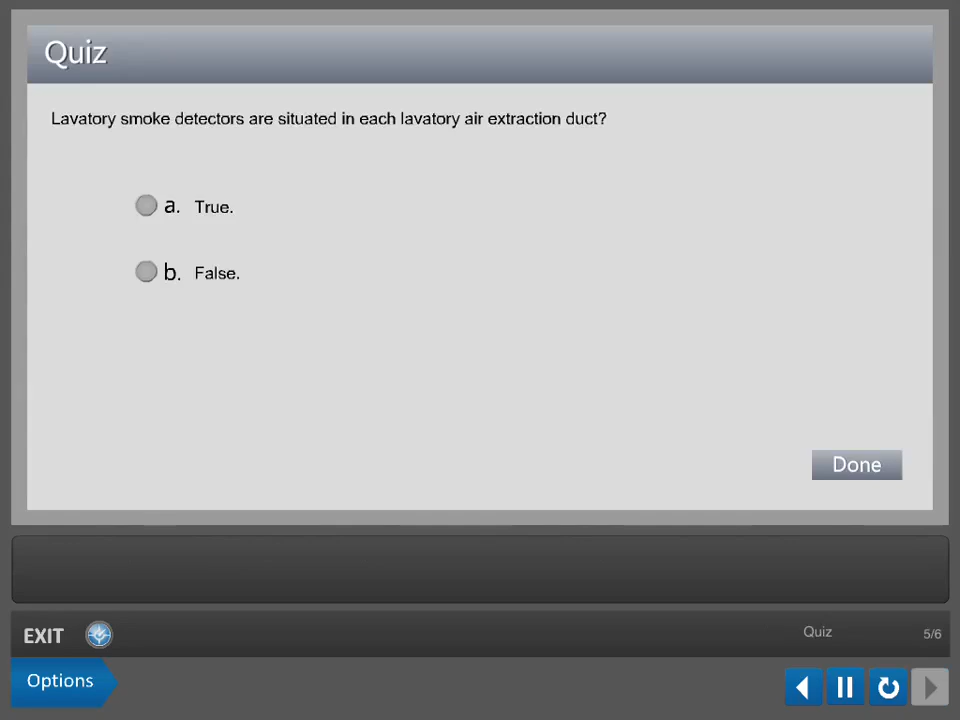 Quiz
Lavatory smoke detectors are situated in each lavatory air extraction duct?
a. True.
b. False.
Done
EXIT
Quiz
5/6
Options